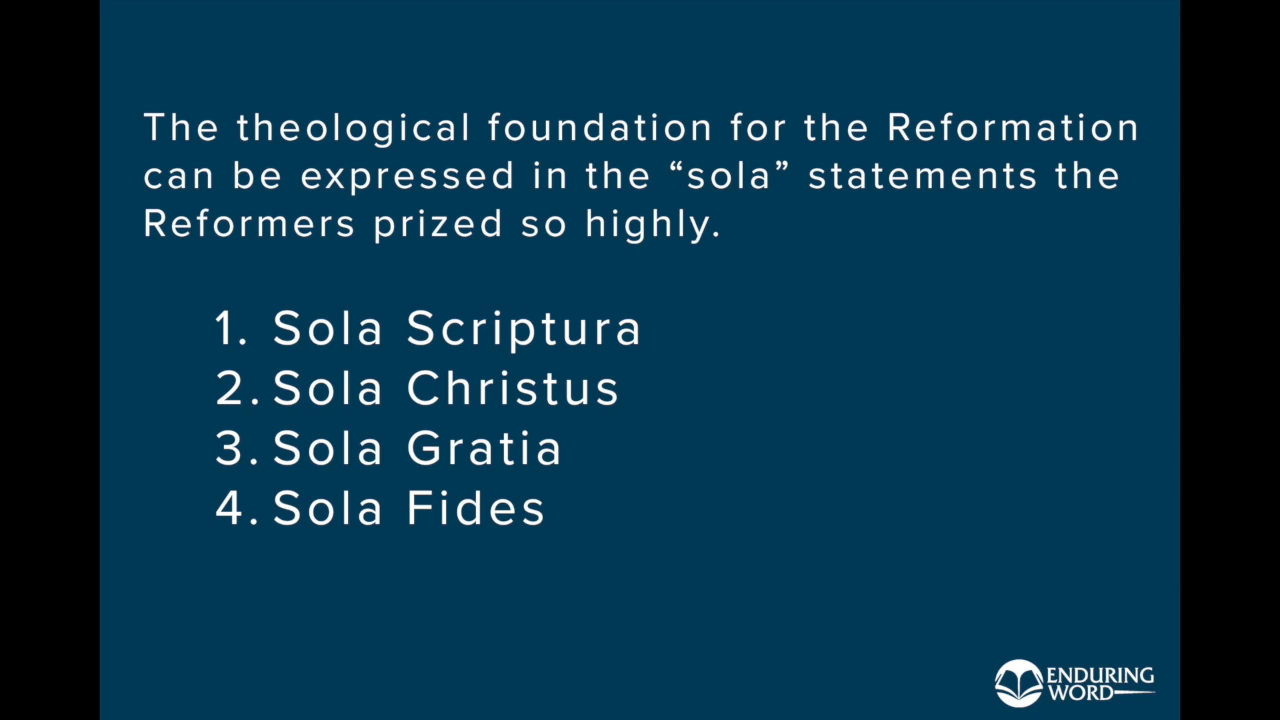 The theological foundation for the Reformation
can be expressed in the “sola” statements the
Reformers prized so highly.
1. Sola Scriptura
2. Sola Christus
3. Sola Gratia
4. Sola Fides
ENDURING
WORD